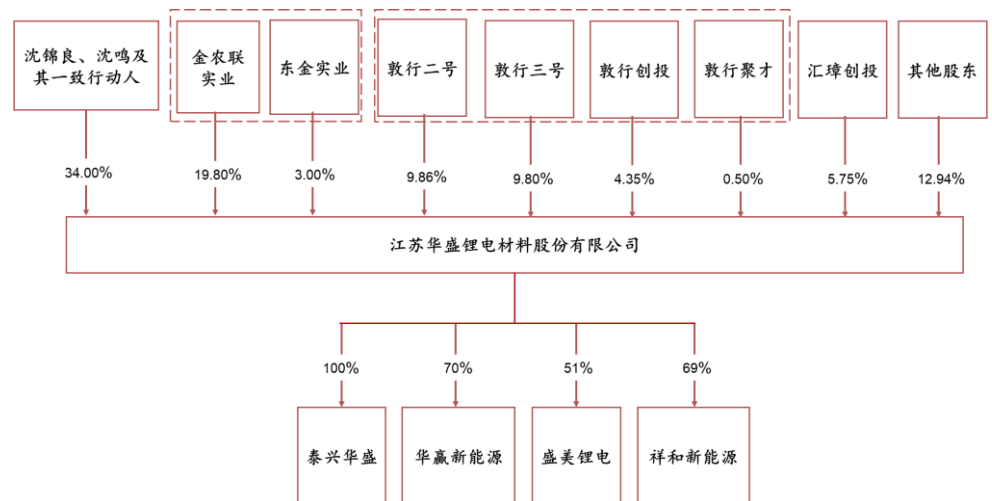 沈锦良、沈鸣及
其一致行动人
金农联
实业
东金实业
敦行二号
敦行三号
敦行创投
敦行聚才
汇璋创投
其他股东
34.00%
19.80%
3.00%
9.86%
9.80%
4.35%
0.50%
5.75%
12.94%
江苏华盛锂电材料股份有限公司
100%
70%
51%
69%
泰兴华盛
华赢新能源
盛美锂电
祥和新能源